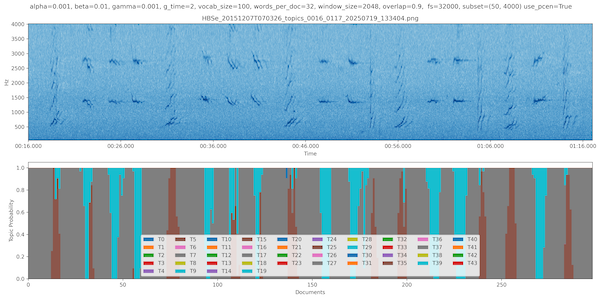 alpha=0.001, beta=0.01, gamma=0.001, g_time=2, vocab_size=100, words_per_doc=32, window_size=2048, overlap=0.9, fs=32000, subset=(50, 4000) use_pcen=True
HBSe_20151207T070326_topics_0016_0117_20250719_133404.png
4000
3500
3000
2500
2000
1500
1000
500
Hz
00:16.000 00:26.000 00:36.000 00:46.000 00:56.000 01:06.000 01:16.000
Time
1.0
0.8
0.6
0.4
0.2
0.0
Topic Probability
T0 T5 T10 T15 T20 T24 T28 T32 T36 T40
T1 T6 T11 T16 T21 T25 T29 T33 T37 T41
T2 T7 T12 T17 T22 T26 T30 T34 T38 T42
T3 T8 T13 T18 T23 T27 T31 T35 T39 T43
T4 T9 T14 T19
0 50 100 150 200 250
Documents